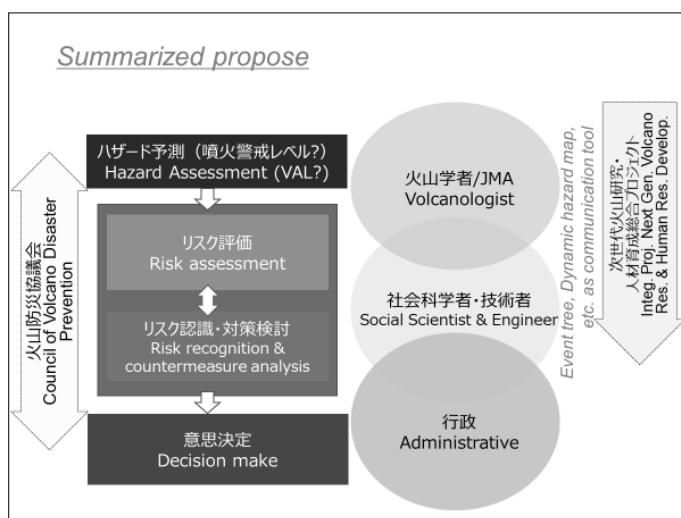 Summarized propose
ハザード予測（噴火警戒レベル?）
Hazard Assessment (VAL?)
リスク評価
Risk assessment
リスク認識・対策検討
Risk recognition &
countermeasure analysis
意思決定
Decision make
火山防災協議会
Council of Volcano Disaster
Prevention
火山学者/JMA
Volcanologist
社会科学者・技術者
Social Scientist & Engineer
行政
Administrative
Event tree, Dynamic hazard map,
etc. as communication tool
次世代火山研究・
人材育成総合プロジェクト
Integ. Proj. Next Gen. Volcano
Res. & Human Res. Develop.